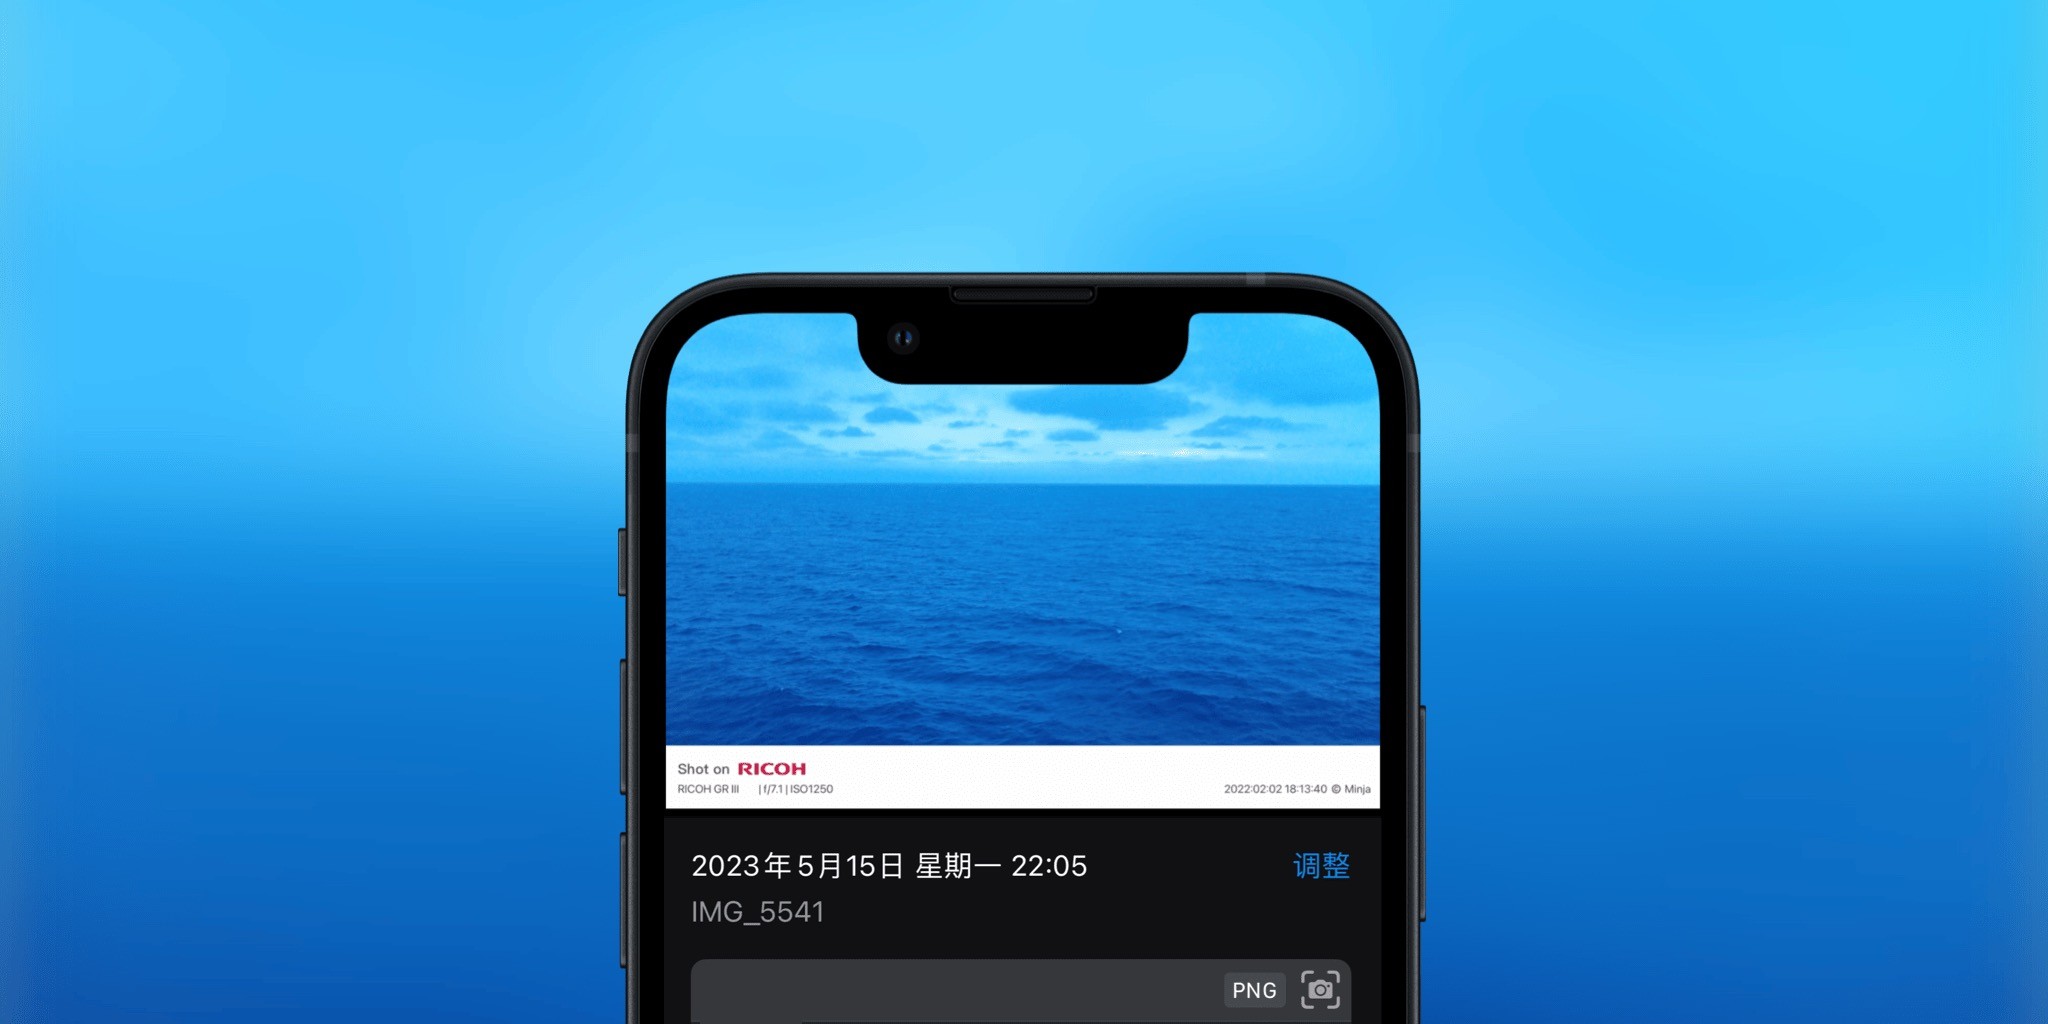 Shot on RICOH
RICOH GR III | f/7.1 | ISO1250
2022:02:02 18:13:40 © Minja
2023年5月15日 星期一 22:05
调整
IMG_5541
PNG